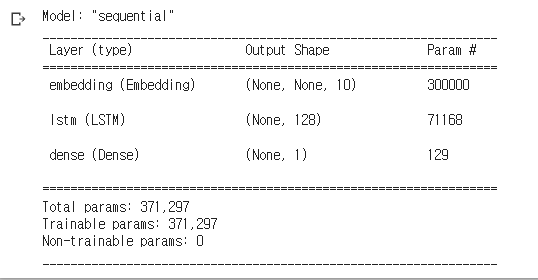 Model: "sequential"
_________________________________________________________________
Layer (type) Output Shape Param #
=================================================================
embedding (Embedding) (None, None, 10) 300000
lstm (LSTM) (None, 128) 71168
dense (Dense) (None, 1) 129
=================================================================
Total params: 371,297
Trainable params: 371,297
Non-trainable params: 0
_________________________________________________________________